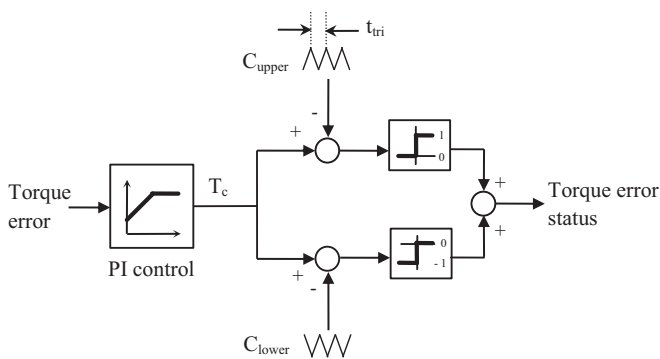 t_tri
C_upper
-
+
1
0
Torque
error
T_c
+
Torque error
status
+
0
- 1
PI control
+
-
C_lower